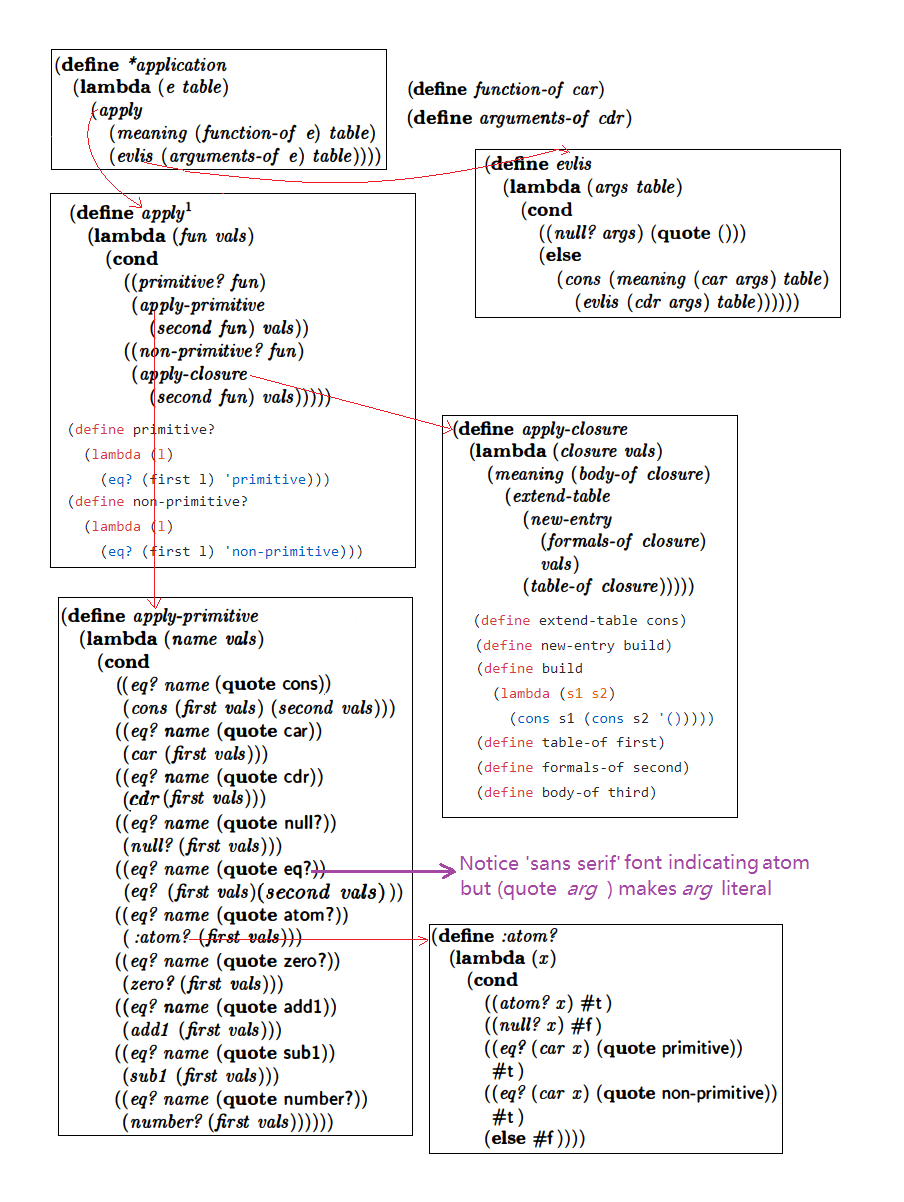 (define *application
(lambda (e table)
(apply
(meaning (function-of e) table)
(evlis (arguments-of e) table))))
(define function-of car)
(define arguments-of cdr)
(define evlis
(lambda (args table)
(cond
((null? args) (quote ()))
(else
(cons (meaning (car args) table)
(evlis (cdr args) table))))))
(define apply¹
(lambda (fun vals)
(cond
((primitive? fun)
(apply-primitive
(second fun) vals))
((non-primitive? fun)
(apply-closure
(second fun) vals)))))
(define primitive?
(lambda (l)
(eq? (first l) 'primitive)))
(define non-primitive?
(lambda (l)
(eq? (first l) 'non-primitive)))
(define apply-closure
(lambda (closure vals)
(meaning (body-of closure)
(extend-table
(new-entry
(formals-of closure)
vals)
(table-of closure)))))
(define extend-table cons)
(define new-entry build)
(define build
(lambda (s1 s2)
(cons s1 (cons s2 '()))))
(define table-of first)
(define formals-of second)
(define body-of third)
(define apply-primitive
(lambda (name vals)
(cond
((eq? name (quote cons))
(cons (first vals) (second vals)))
((eq? name (quote car))
(car (first vals)))
((eq? name (quote cdr))
(cdr (first vals)))
((eq? name (quote null?))
(null? (first vals)))
((eq? name (quote eq?))
(eq? (first vals)(second vals)))
((eq? name (quote atom?))
( :atom? (first vals)))
((eq? name (quote zero?))
(zero? (first vals)))
((eq? name (quote add1))
(add1 (first vals)))
((eq? name (quote sub1))
(sub1 (first vals)))
((eq? name (quote number?))
(number? (first vals))))))
Notice 'sans serif' font indicating atom
but (quote arg ) makes arg literal
(define :atom?
(lambda (x)
(cond
((atom? x) #t )
((null? x) #f )
((eq? (car x) (quote primitive))
#t )
((eq? (car x) (quote non-primitive))
#t )
(else #f ))))